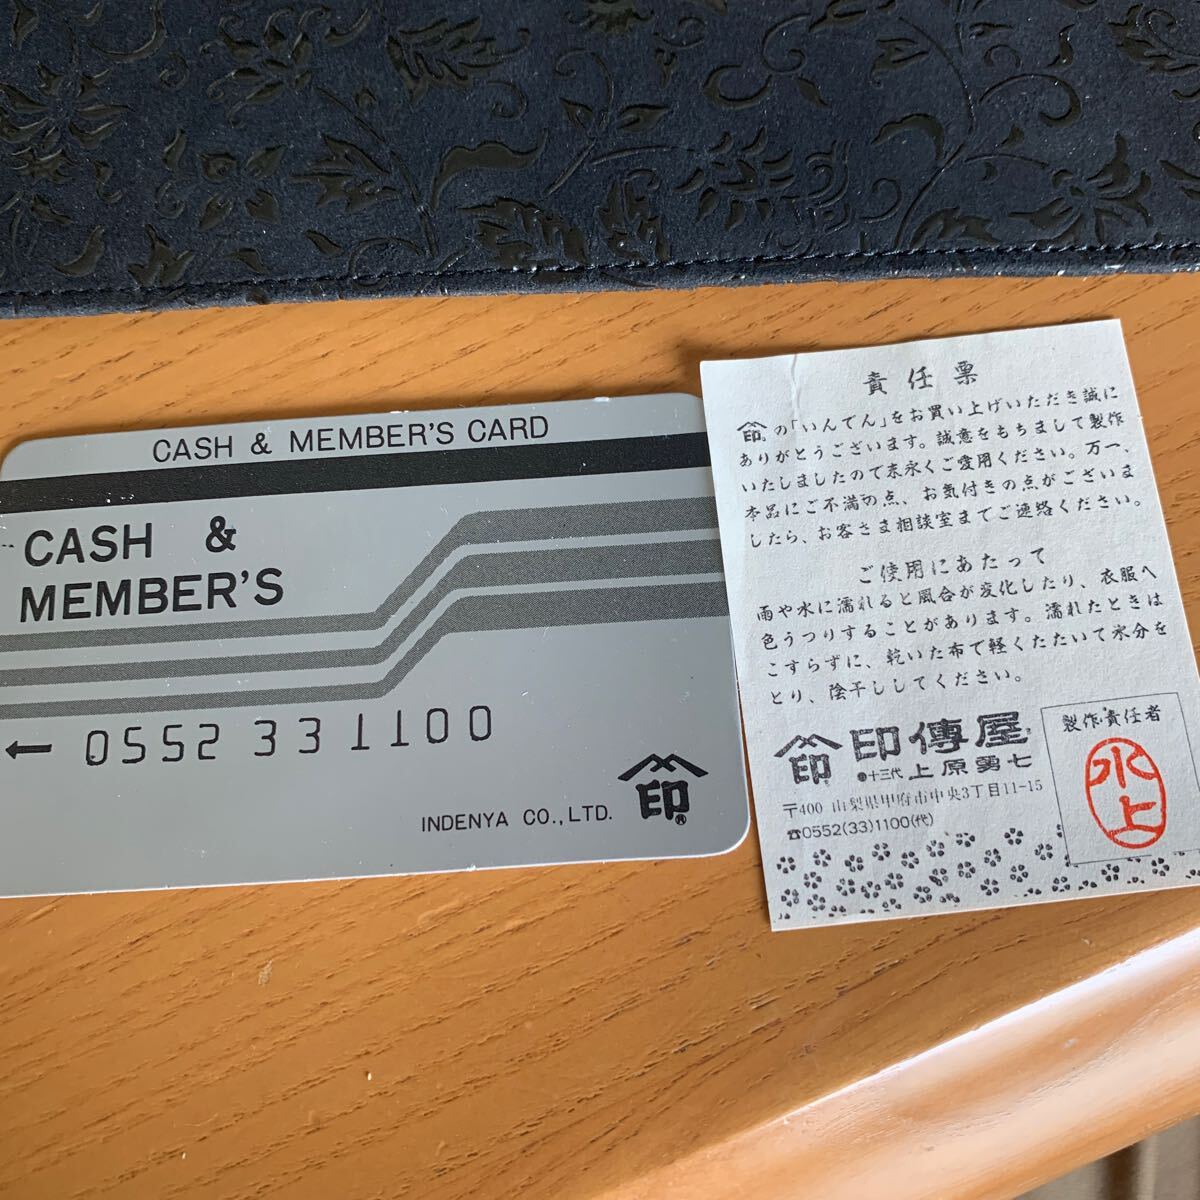 CASH & MEMBER'S CARD
CASH &
MEMBER'S
← 0552 33 1100
INDENYA CO.,LTD.
印®
責任票
印の「いんでん」をお買い上げいただき誠に
ありがとうございます。誠意をもちまして製作
いたしましたので末永くご愛用ください。万一、
本品にご不満の点、お気付きの点がございま
したら、お客さま相談室までご連絡ください。
ご使用にあたって
雨や水に濡れると風合が変化したり、衣服へ
色うつりすることがあります。濡れたときは
こすらずに、乾いた布で軽くたたいて水分を
とり、陰干ししてください。
印 印傳屋
●十三代 上原勇七
〒400 山梨県甲府市中央3丁目11-15
☎0552(33)1100(代)
製作責任者
水上